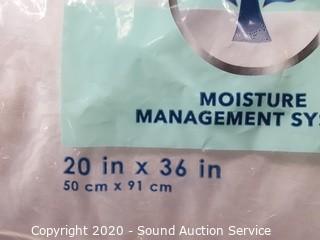 MOISTURE
MANAGEMENT SYS
20 in x 36 in
50 cm x 91 cm
Copyright 2020 - Sound Auction Service